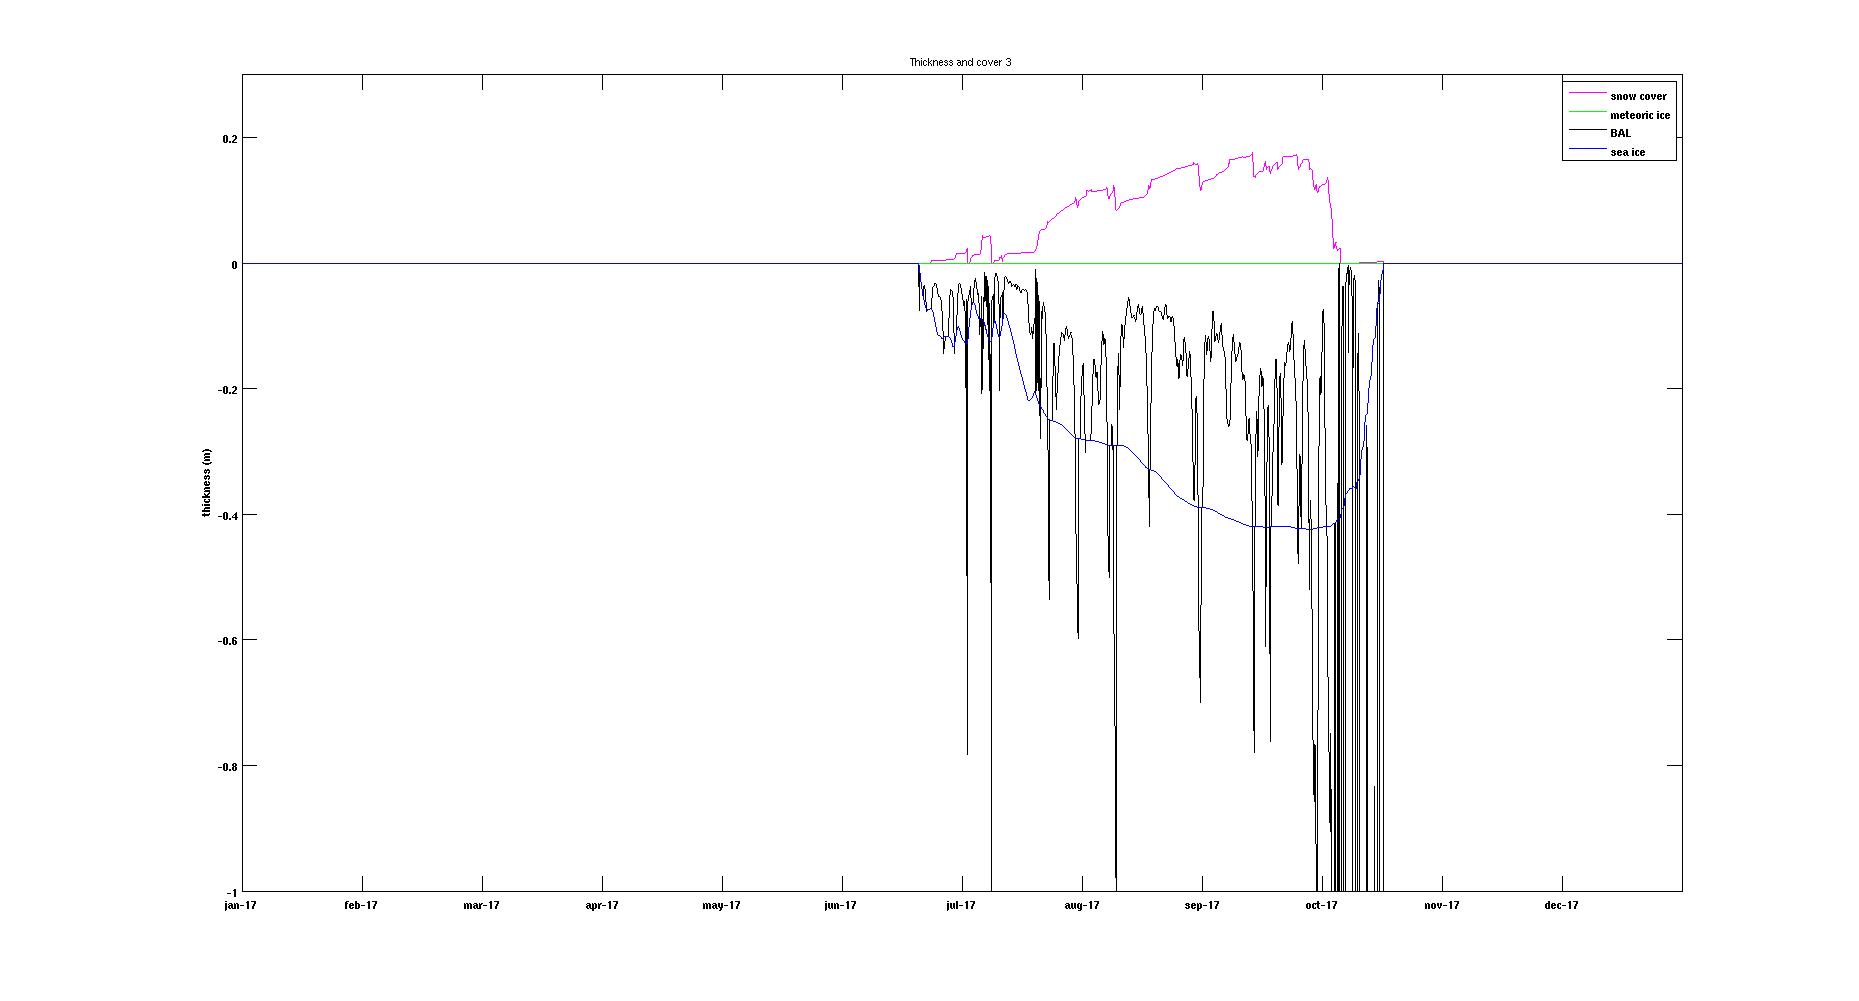 Thickness and cover 3
snow cover
meteoric ice
BAL
sea ice
thickness (m)
0.2
0
-0.2
-0.4
-0.6
-0.8
-1
jan-17 feb-17 mar-17 apr-17 may-17 jun-17 jul-17 aug-17 sep-17 oct-17 nov-17 dec-17